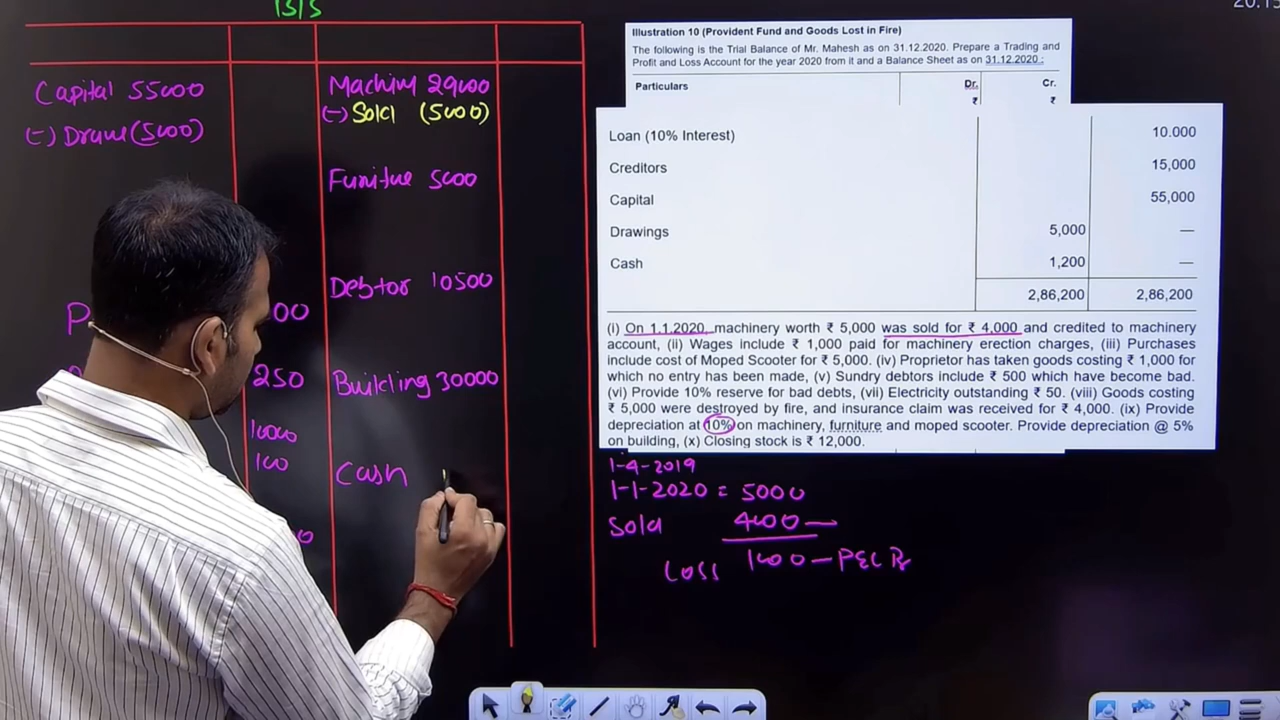 B/S
20:15
Capital 55000
(-) Draw (5000)
00
250
10000
100
Machiny 29000
(-) Sold (5000)
Funitue 5000
Debtor 10500
Building 30000
Cash
Illustration 10 (Provident Fund and Goods Lost in Fire)
The following is the Trial Balance of Mr. Mahesh as on 31.12.2020. Prepare a Trading and
Profit and Loss Account for the year 2020 from it and a Balance Sheet as on 31.12.2020 :
Particulars Dr. Cr.
₹ ₹
Loan (10% Interest) 10.000
Creditors 15,000
Capital 55,000
Drawings 5,000 —
Cash 1,200 —
2,86,200 2,86,200
(i) On 1.1.2020, machinery worth ₹ 5,000 was sold for ₹ 4,000 and credited to machinery
account, (ii) Wages include ₹ 1,000 paid for machinery erection charges, (iii) Purchases
include cost of Moped Scooter for ₹ 5,000. (iv) Proprietor has taken goods costing ₹ 1,000 for
which no entry has been made, (v) Sundry debtors include ₹ 500 which have become bad.
(vi) Provide 10% reserve for bad debts, (vii) Electricity outstanding ₹ 50. (viii) Goods costing
₹ 5,000 were destroyed by fire, and insurance claim was received for ₹ 4,000. (ix) Provide
depreciation at 10% on machinery, furniture and moped scooter. Provide depreciation @ 5%
on building, (x) Closing stock is ₹ 12,000.
1-4-2019
1-1-2020 = 5000
Sold 4000 —
Loss 1000 —